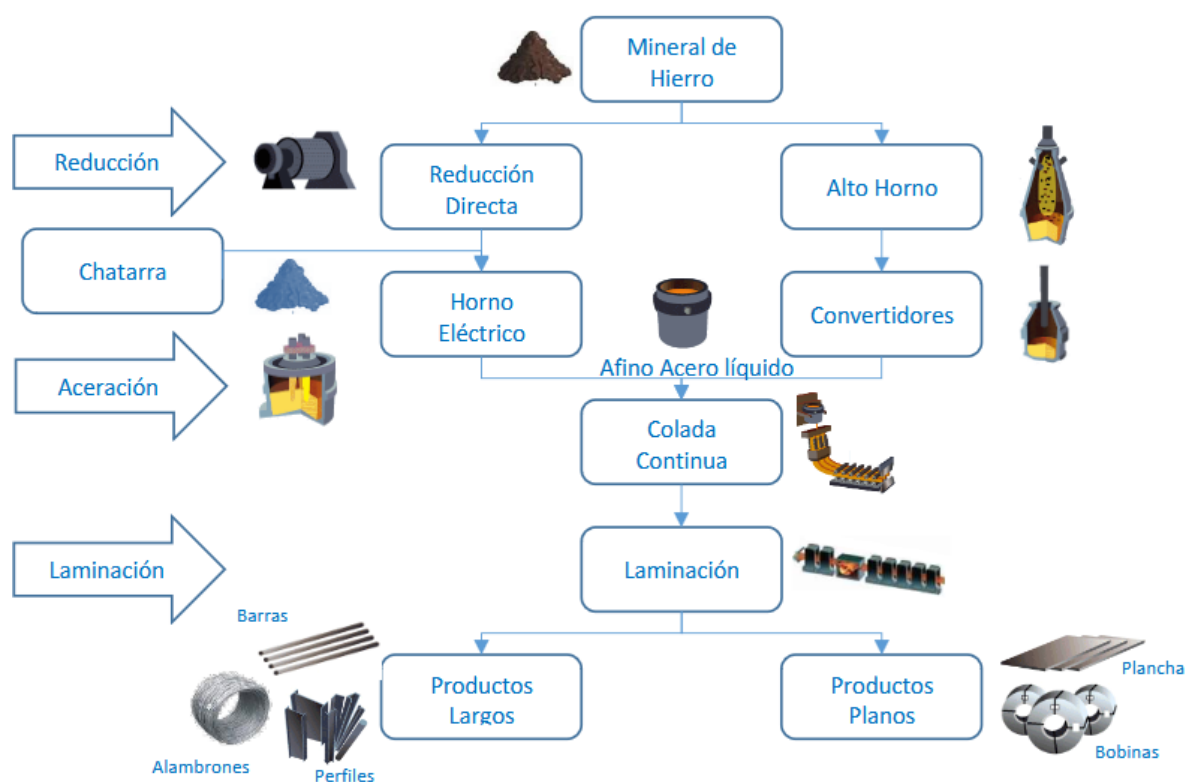 Mineral de
Hierro
Reducción
Reducción
Directa
Alto Horno
Chatarra
Horno
Eléctrico
Convertidores
Afino Acero líquido
Aceración
Colada
Continua
Laminación
Laminación
Barras
Productos
Largos
Productos
Planos
Plancha
Alambrones
Perfiles
Bobinas